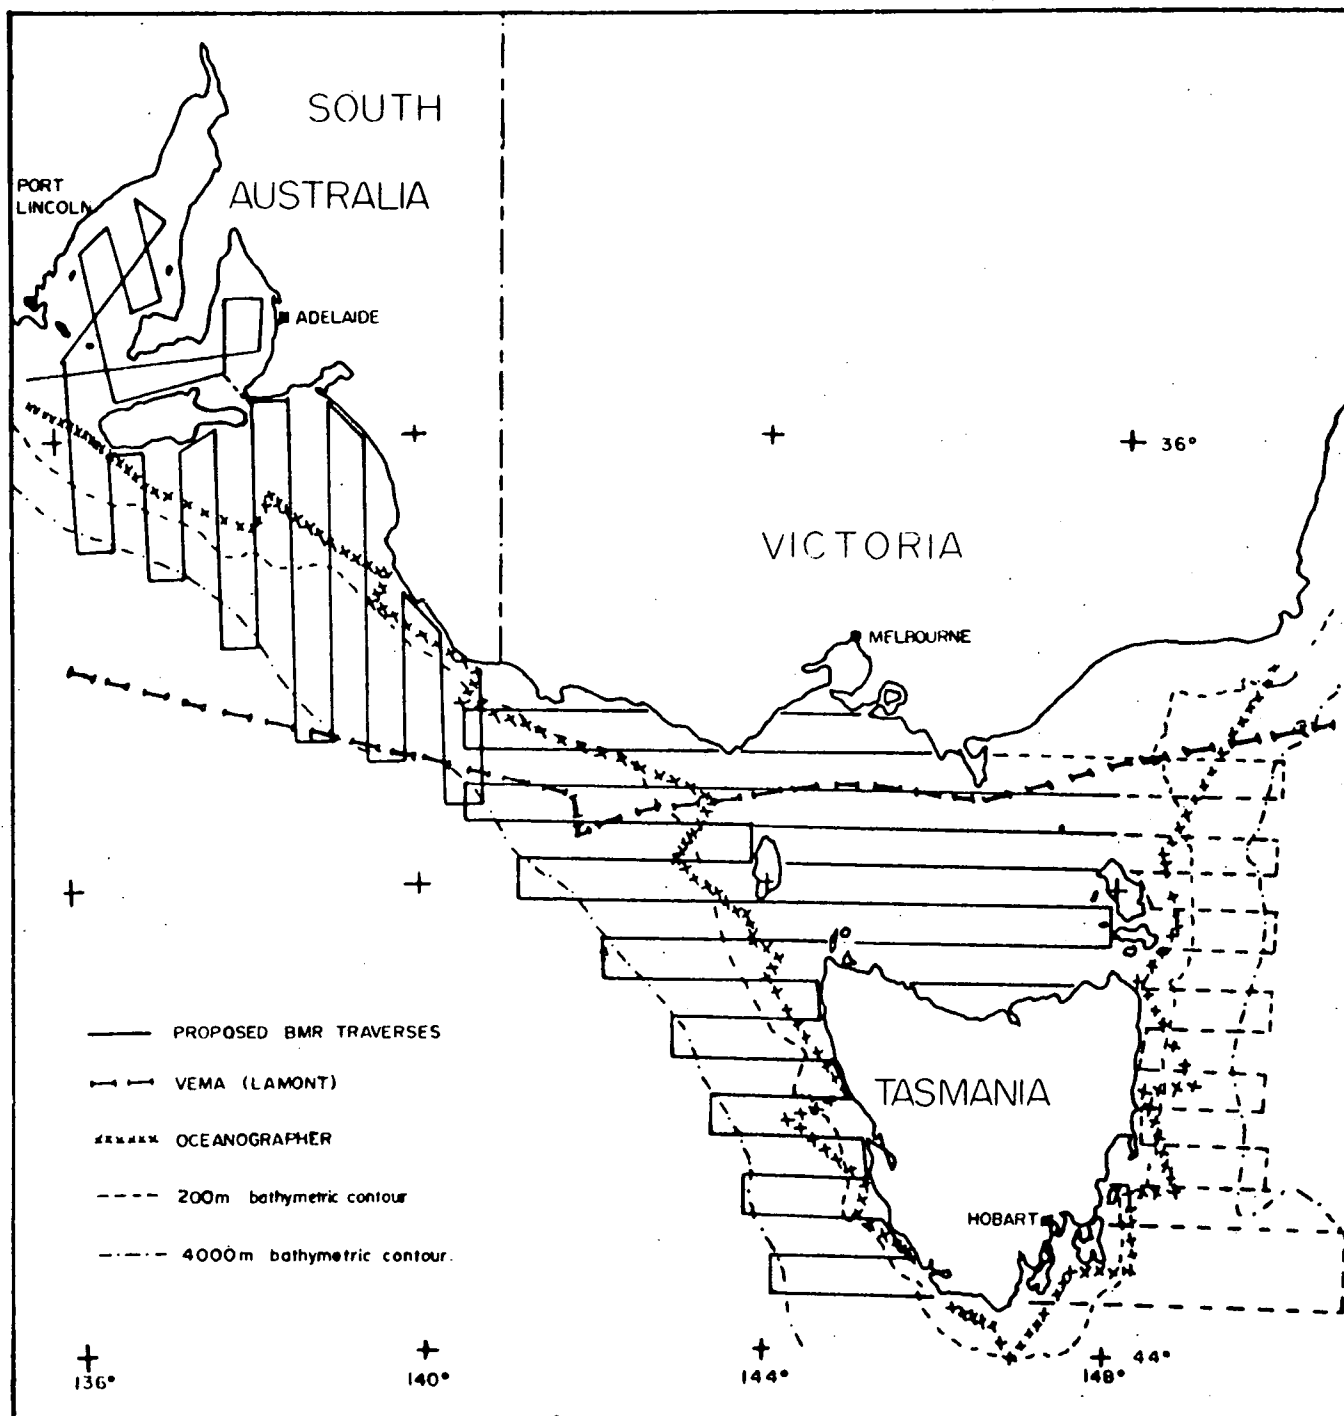 SOUTH
AUSTRALIA
PORT
LINCOLN
ADELAIDE
36°
VICTORIA
MELBOURNE
PROPOSED BMR TRAVERSES
VEMA (LAMONT)
OCEANOGRAPHER
200m bathymetric contour
4000m bathymetric contour.
TASMANIA
HOBART
44°
136°
140°
144°
148°